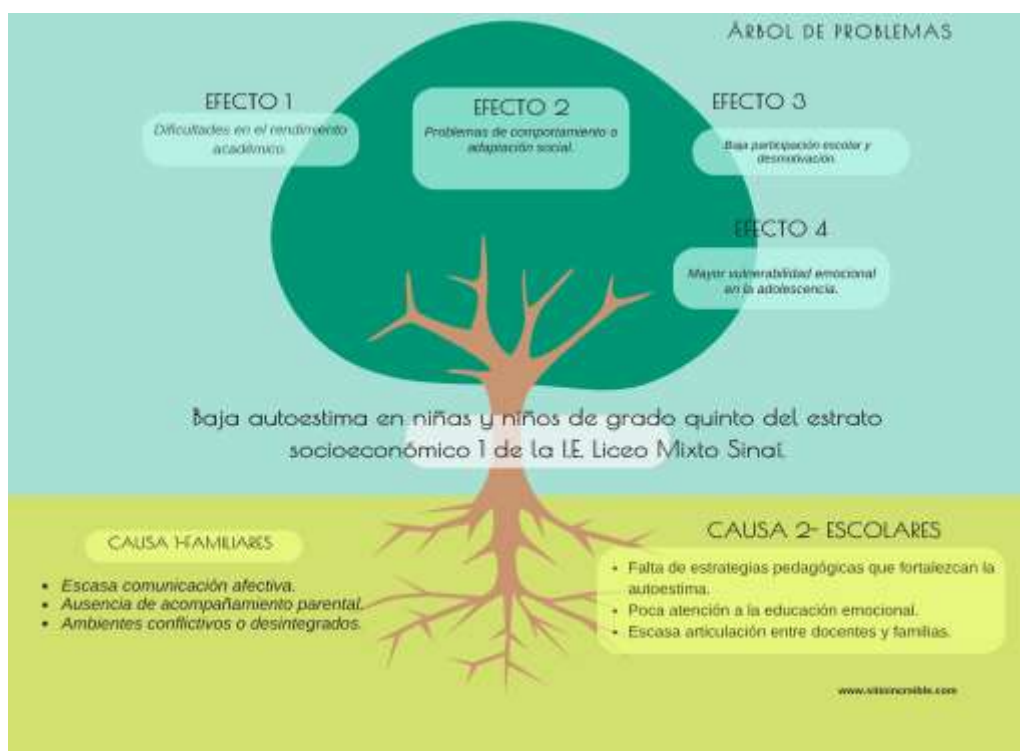 ÁRBOL DE PROBLEMAS
EFECTO 1
Dificultades en el rendimiento
académico.
EFECTO 2
Problemas de comportamiento o
adaptación social.
EFECTO 3
Baja participación escolar y
desmotivación.
EFECTO 4
Mayor vulnerabilidad emocional
en la adolescencia.
Baja autoestima en niñas y niños de grado quinto del estrato
socioeconómico 1 de la I.E. Liceo Mixto Sinaí.
CAUSA 1-FAMILIARES
• Escasa comunicación afectiva.
• Ausencia de acompañamiento parental.
• Ambientes conflictivos o desintegrados.
CAUSA 2- ESCOLARES
• Falta de estrategias pedagógicas que fortalezcan la
autoestima.
• Poca atención a la educación emocional.
• Escasa articulación entre docentes y familias.
www.sitioincreible.com